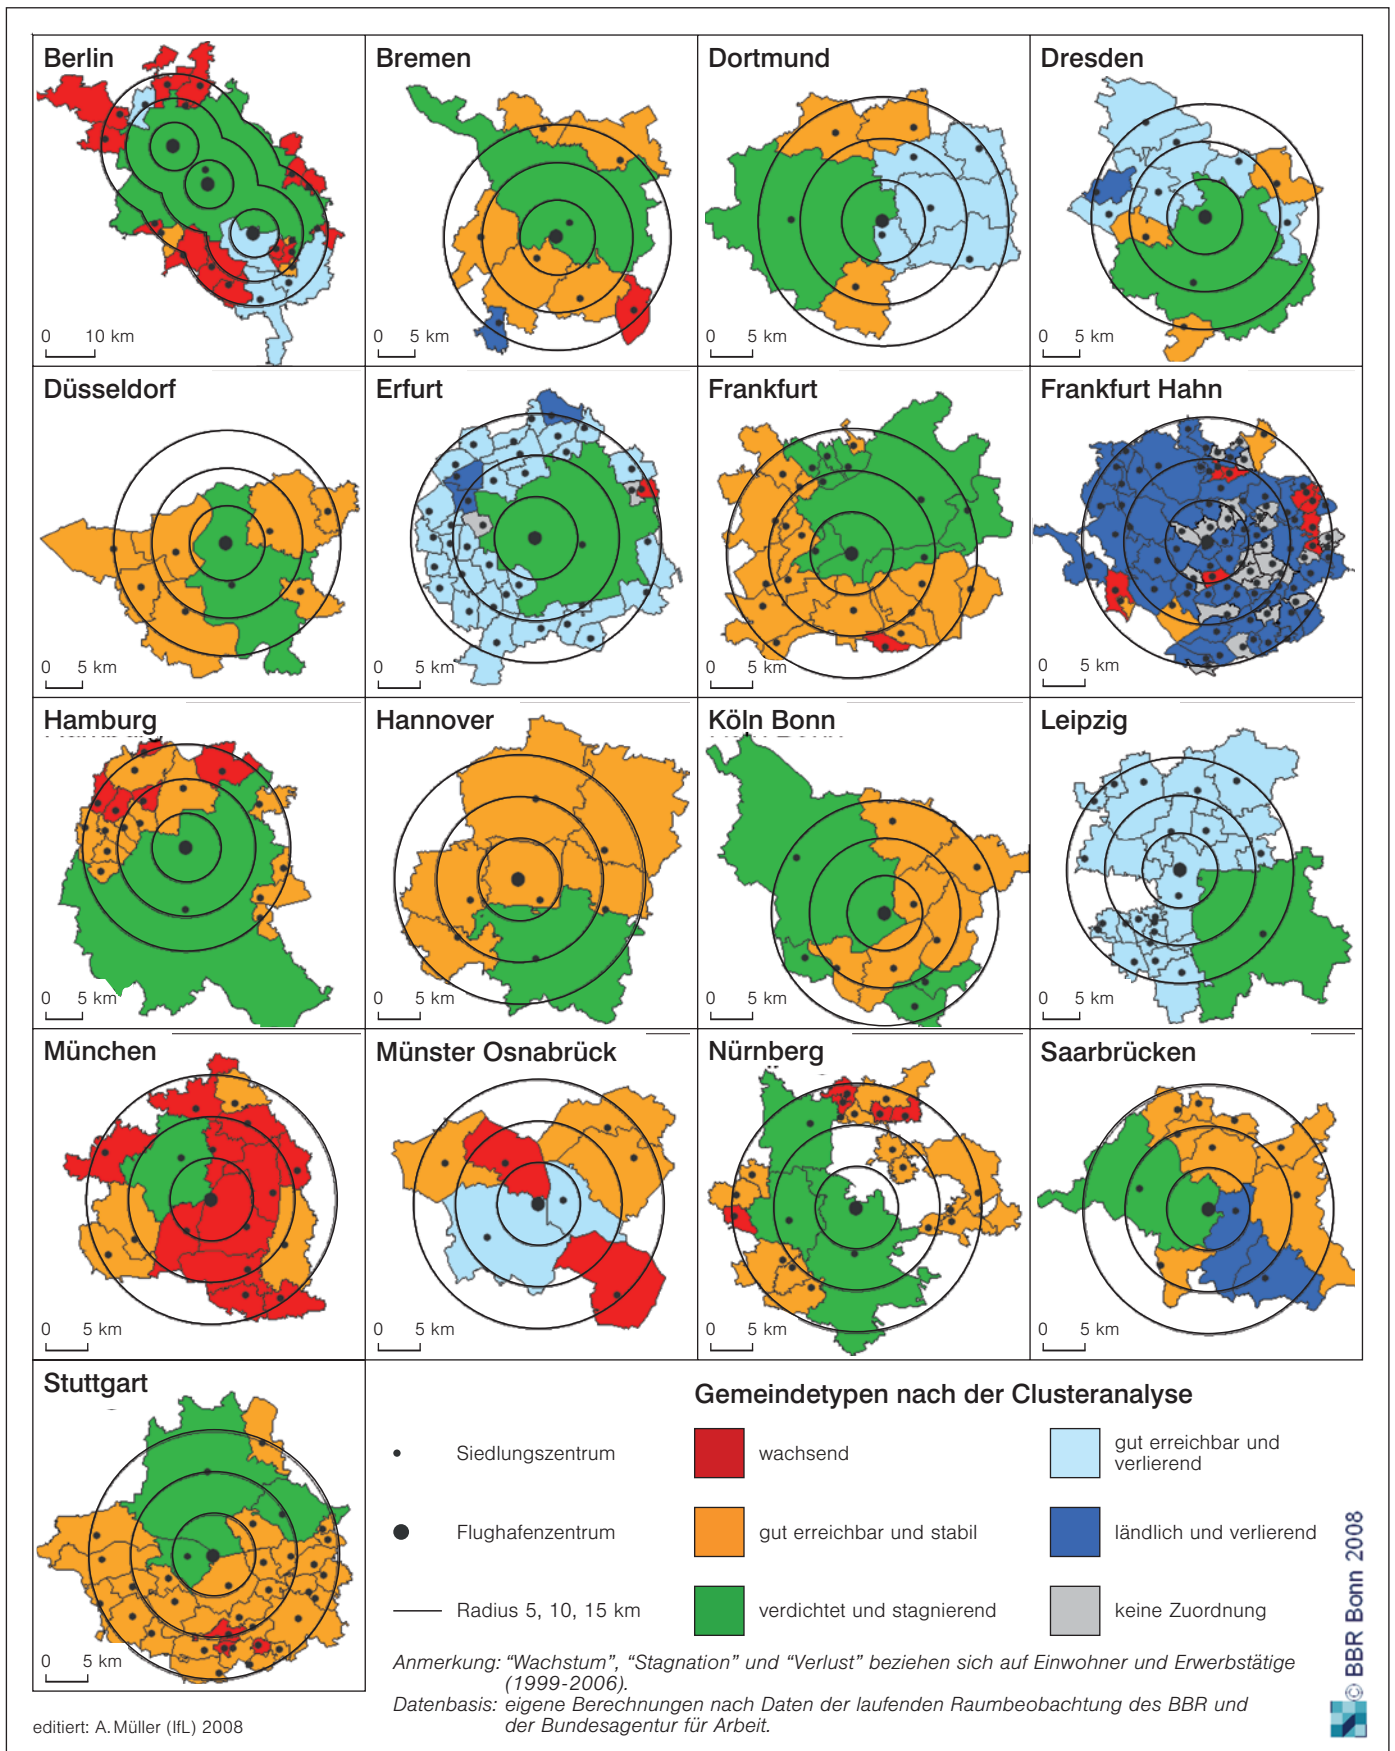 Berlin
Bremen
Dortmund
Dresden
0 10 km
0 5 km
0 5 km
0 5 km
Düsseldorf
Erfurt
Frankfurt
Frankfurt Hahn
0 5 km
0 5 km
0 5 km
0 5 km
Hamburg
Hannover
Köln Bonn
Leipzig
0 5 km
0 5 km
0 5 km
0 5 km
München
Münster Osnabrück
Nürnberg
Saarbrücken
0 5 km
0 5 km
0 5 km
0 5 km
Stuttgart
0 5 km
Gemeindetypen nach der Clusteranalyse
Siedlungszentrum
Flughafenzentrum
Radius 5, 10, 15 km
wachsend
gut erreichbar und stabil
verdichtet und stagnierend
gut erreichbar und
verlierend
ländlich und verlierend
keine Zuordnung
Anmerkung: “Wachstum”, “Stagnation” und “Verlust” beziehen sich auf Einwohner und Erwerbstätige
(1999-2006).
Datenbasis: eigene Berechnungen nach Daten der laufenden Raumbeobachtung des BBR und
der Bundesagentur für Arbeit.
editiert: A. Müller (IfL) 2008
© BBR Bonn 2008